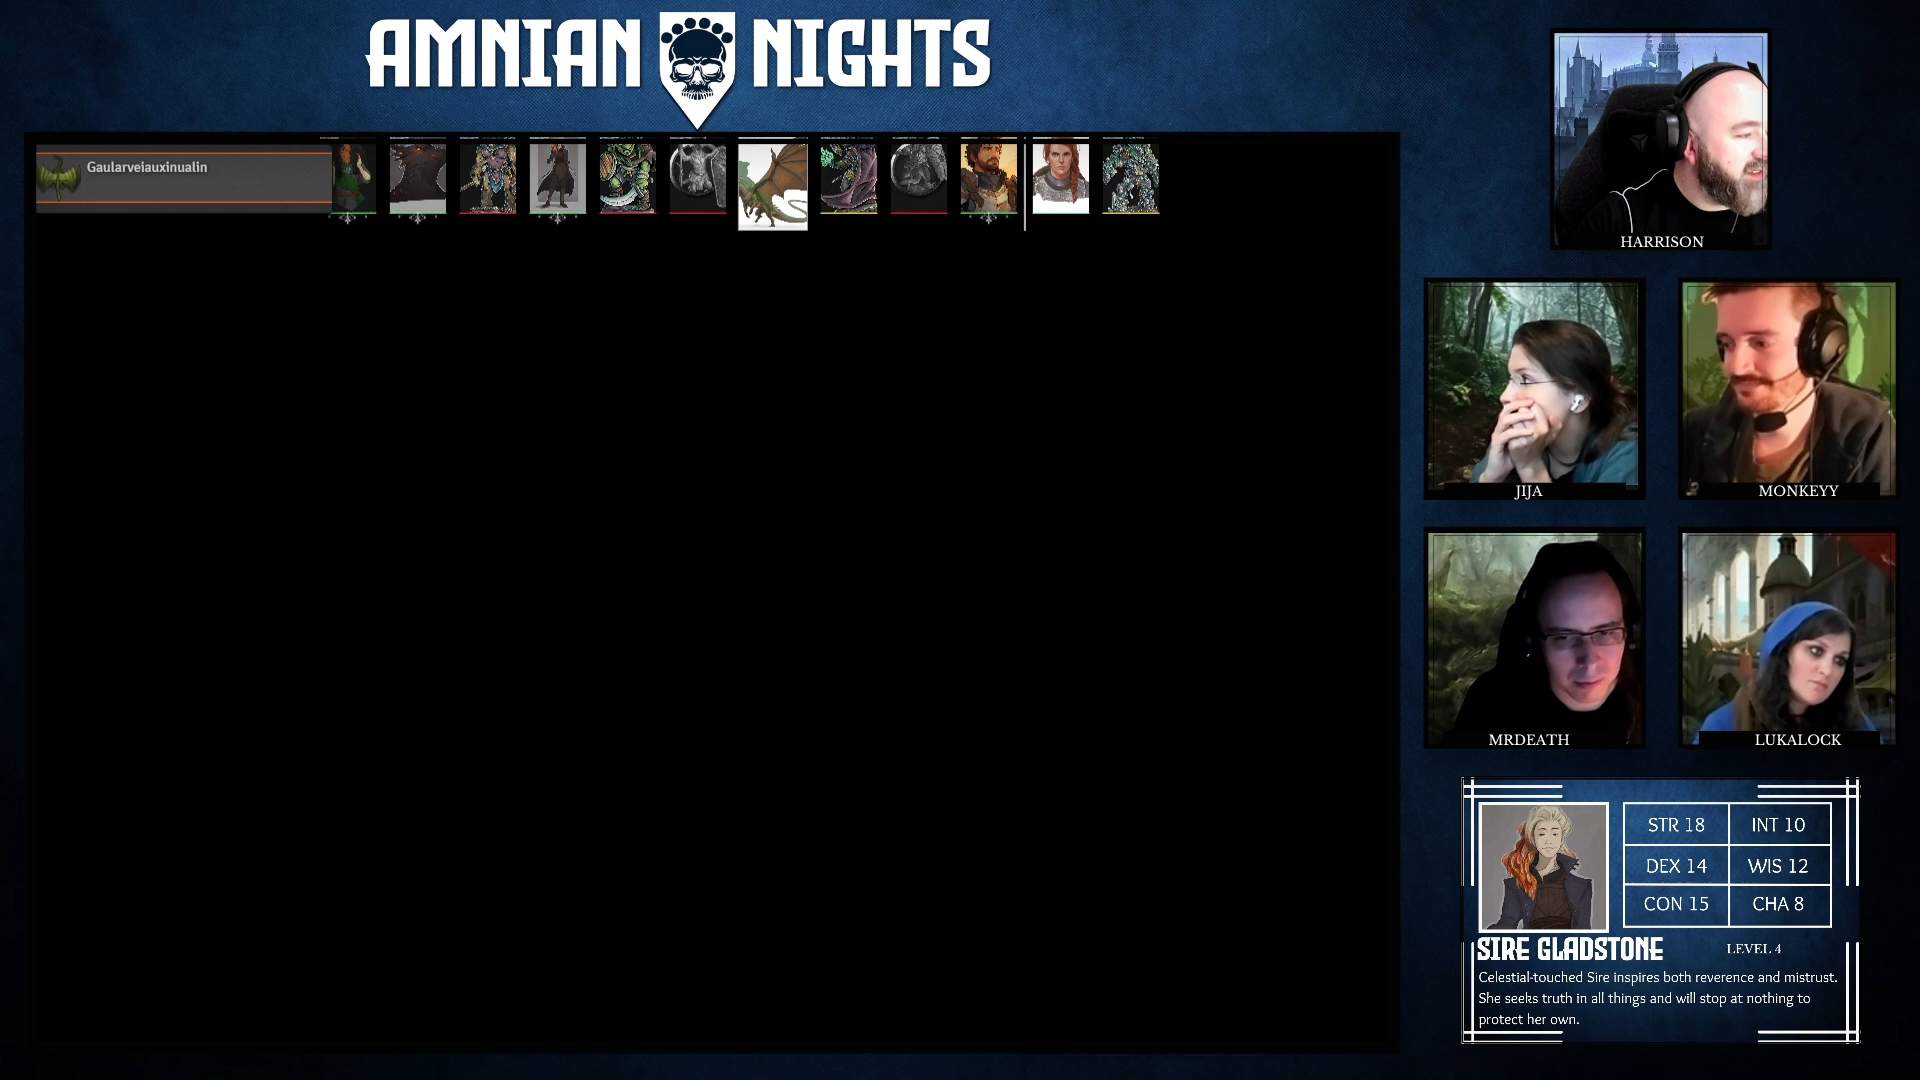 AMNIAN NIGHTS
Gaularveiauxinualin
HARRISON
JIJA
MONKEYY
MRDEATH
LUKALOCK
STR 18
INT 10
DEX 14
WIS 12
CON 15
CHA 8
SIRE GLADSTONE
LEVEL 4
Celestial-touched Sire inspires both reverence and mistrust.
She seeks truth in all things and will stop at nothing to
protect her own.